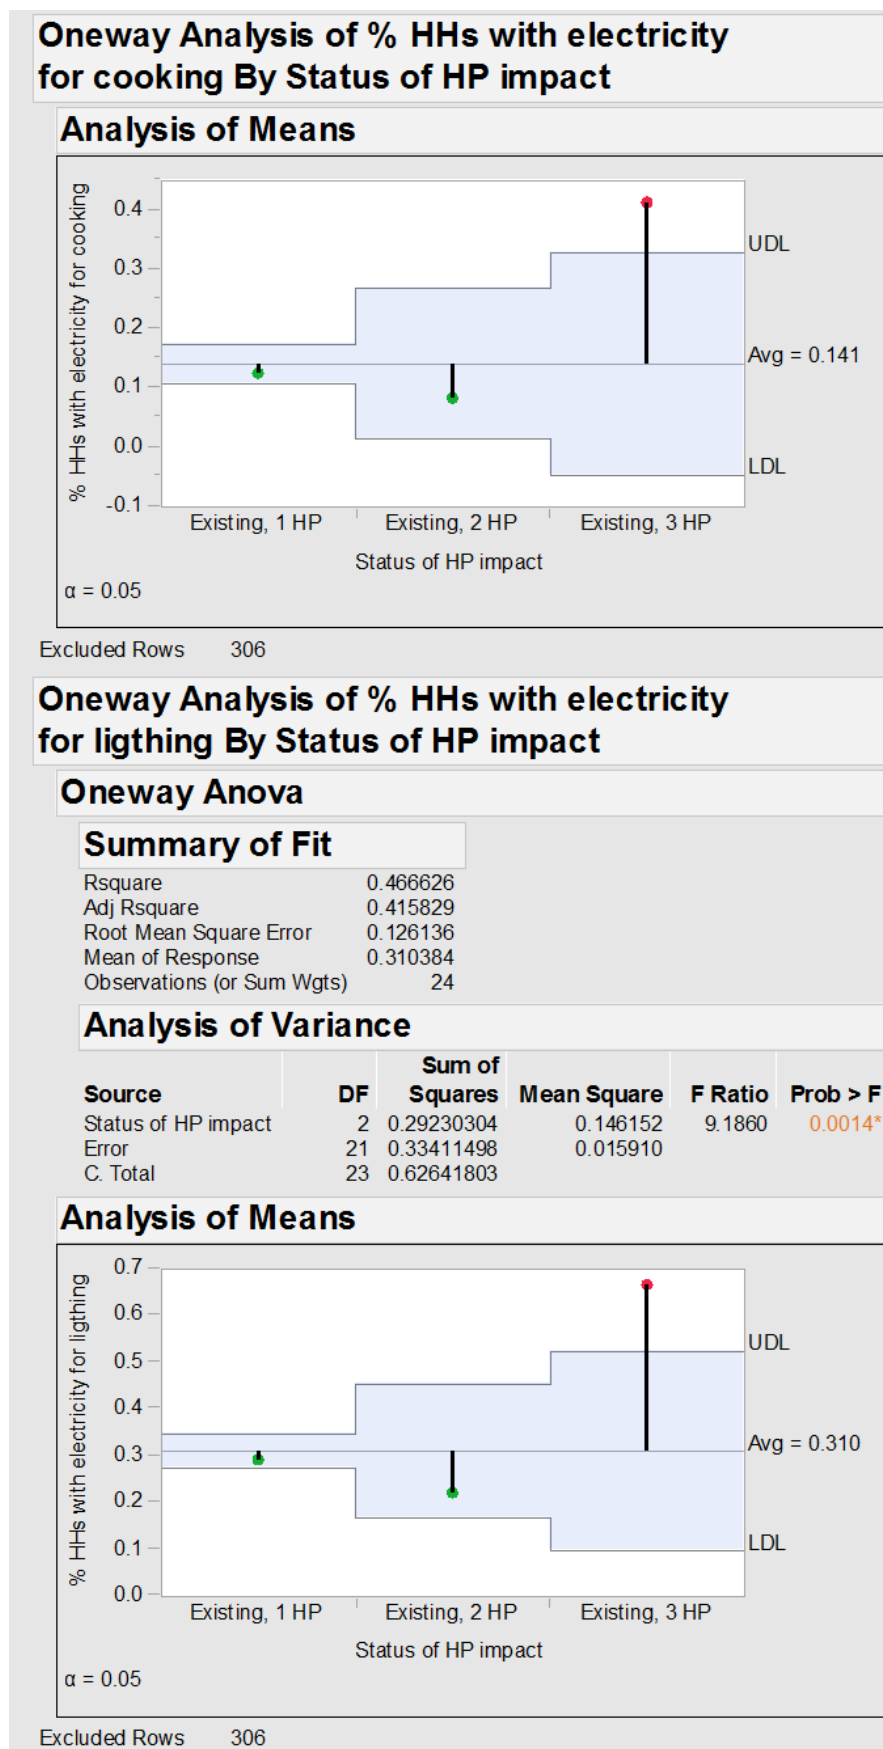 Oneway Analysis of % HHs with electricity
for cooking By Status of HP impact
Analysis of Means
% HHs with electricity for cooking
0.4
0.3
0.2
0.1
0.0
-0.1
UDL
Avg = 0.141
LDL
Existing, 1 HP Existing, 2 HP Existing, 3 HP
Status of HP impact
α = 0.05
Excluded Rows 306
Oneway Analysis of % HHs with electricity
for ligthing By Status of HP impact
Oneway Anova
Summary of Fit
Rsquare 0.466626
Adj Rsquare 0.415829
Root Mean Square Error 0.126136
Mean of Response 0.310384
Observations (or Sum Wgts) 24
Analysis of Variance
Sum of
Source DF Squares Mean Square F Ratio Prob > F
Status of HP impact 2 0.29230304 0.146152 9.1860 0.0014*
Error 21 0.33411498 0.015910
C. Total 23 0.62641803
Analysis of Means
% HHs with electricity for ligthing
0.7
0.6
0.5
0.4
0.3
0.2
0.1
0.0
UDL
Avg = 0.310
LDL
Existing, 1 HP Existing, 2 HP Existing, 3 HP
Status of HP impact
α = 0.05
Excluded Rows 306